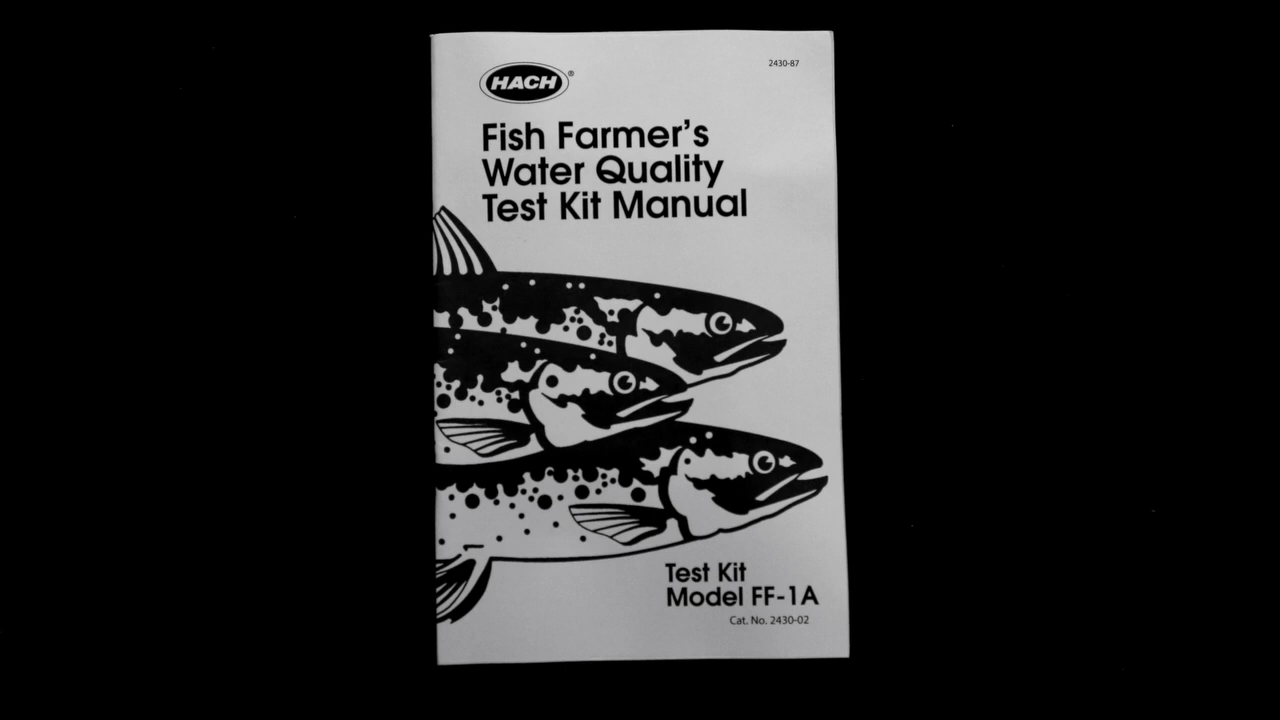 2430-87
HACH®
Fish Farmer's
Water Quality
Test Kit Manual
Test Kit
Model FF-1A
Cat. No. 2430-02